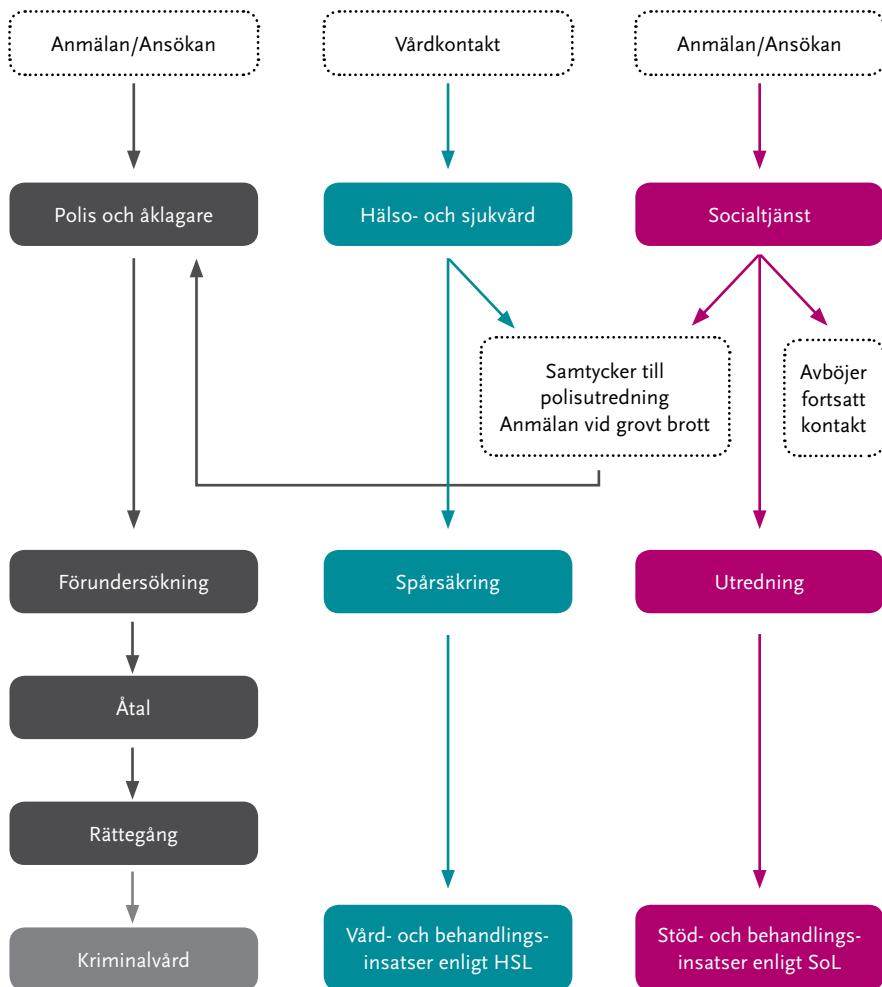 Anmälan/Ansökan
Vårdkontakt
Anmälan/Ansökan
Polis och åklagare
Hälso- och sjukvård
Socialtjänst
Samtycker till
polisutredning
Anmälan vid grovt brott
Avböjer
fortsatt
kontakt
Förundersökning
Spårsäkring
Utredning
Åtal
Rättegång
Kriminalvård
Vård- och behandlings-
insatser enligt HSL
Stöd- och behandlings-
insatser enligt SoL